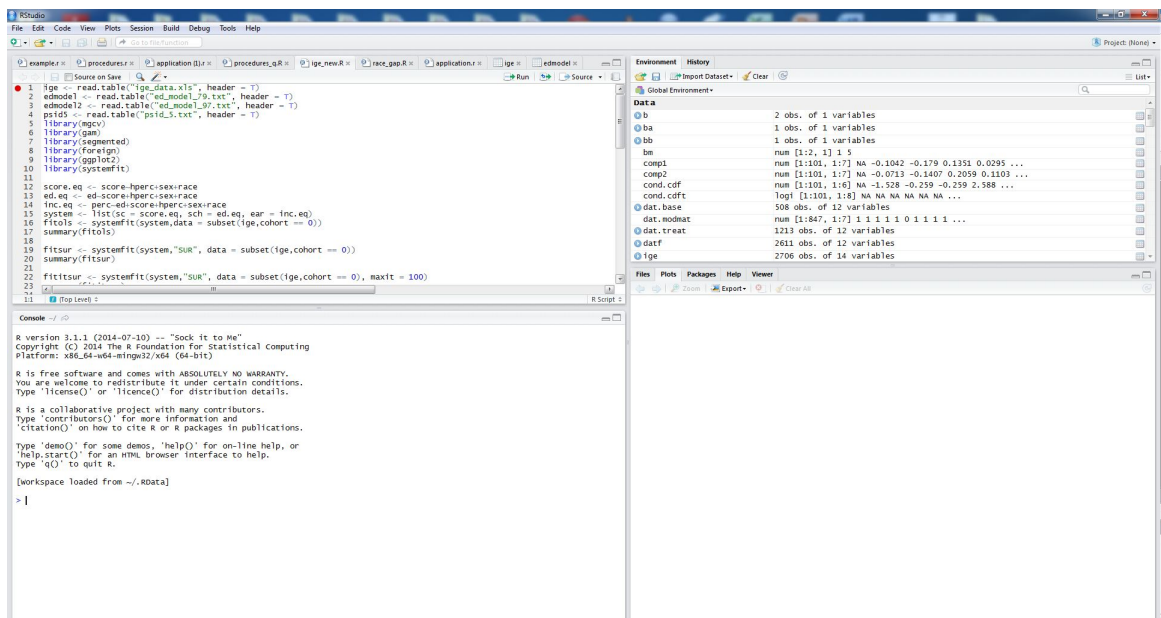 RStudio
File Edit Code View Plots Session Build Debug Tools Help
Go to file/function
Project: (None)
example.r procedures.r application (1).r procedures_q.R ige_new.R race_gap.R application.r ige edmodel
Source on Save Run Source
1 ige <- read.table("ige_data.xls", header = T)
2 edmodel <- read.table("ed_model_79.txt", header = T)
3 edmodel2 <- read.table("ed_model_97.txt", header = T)
4 psid5 <- read.table("psid_5.txt", header = T)
5 library(mgcv)
6 library(gam)
7 library(segmented)
8 library(foreign)
9 library(ggplot2)
10 library(systemfit)
11
12 score.eq <- score~hperc+sex+race
13 ed.eq <- ed~score+hperc+sex+race
14 inc.eq <- perc~ed+score+hperc+sex+race
15 system <- list(sc = score.eq, sch = ed.eq, ear = inc.eq)
16 fitols <- systemfit(system,data = subset(ige,cohort == 0))
17 summary(fitols)
18
19 fitsur <- systemfit(system,"SUR", data = subset(ige,cohort == 0))
20 summary(fitsur)
21
22 fititsur <- systemfit(system,"SUR", data = subset(ige,cohort == 0), maxit = 100)
23
1:1 (Top Level) R Script
Console ~/
R version 3.1.1 (2014-07-10) -- "Sock it to Me"
Copyright (C) 2014 The R Foundation for Statistical Computing
Platform: x86_64-w64-mingw32/x64 (64-bit)
R is free software and comes with ABSOLUTELY NO WARRANTY.
You are welcome to redistribute it under certain conditions.
Type 'license()' or 'licence()' for distribution details.
R is a collaborative project with many contributors.
Type 'contributors()' for more information and
'citation()' on how to cite R or R packages in publications.
Type 'demo()' for some demos, 'help()' for on-line help, or
'help.start()' for an HTML browser interface to help.
Type 'q()' to quit R.
[Workspace loaded from ~/.RData]
>
Environment History
Import Dataset Clear List
Global Environment
Data
b 2 obs. of 1 variables
ba 1 obs. of 1 variables
bb 1 obs. of 1 variables
bm num [1:2, 1] 1 5
comp1 num [1:101, 1:7] NA -0.1042 -0.179 0.1351 0.0295 ...
comp2 num [1:101, 1:7] NA -0.0713 -0.1407 0.2059 0.1103 ...
cond.cdf num [1:101, 1:6] NA -1.528 -0.259 -0.259 2.588 ...
cond.cdft logi [1:101, 1:8] NA NA NA NA NA NA ...
dat.base 508 obs. of 12 variables
dat.modmat num [1:847, 1:7] 1 1 1 1 1 0 1 1 1 1 ...
dat.treat 1213 obs. of 12 variables
datf 2611 obs. of 12 variables
ige 2706 obs. of 14 variables
Files Plots Packages Help Viewer
Zoom Export Clear All